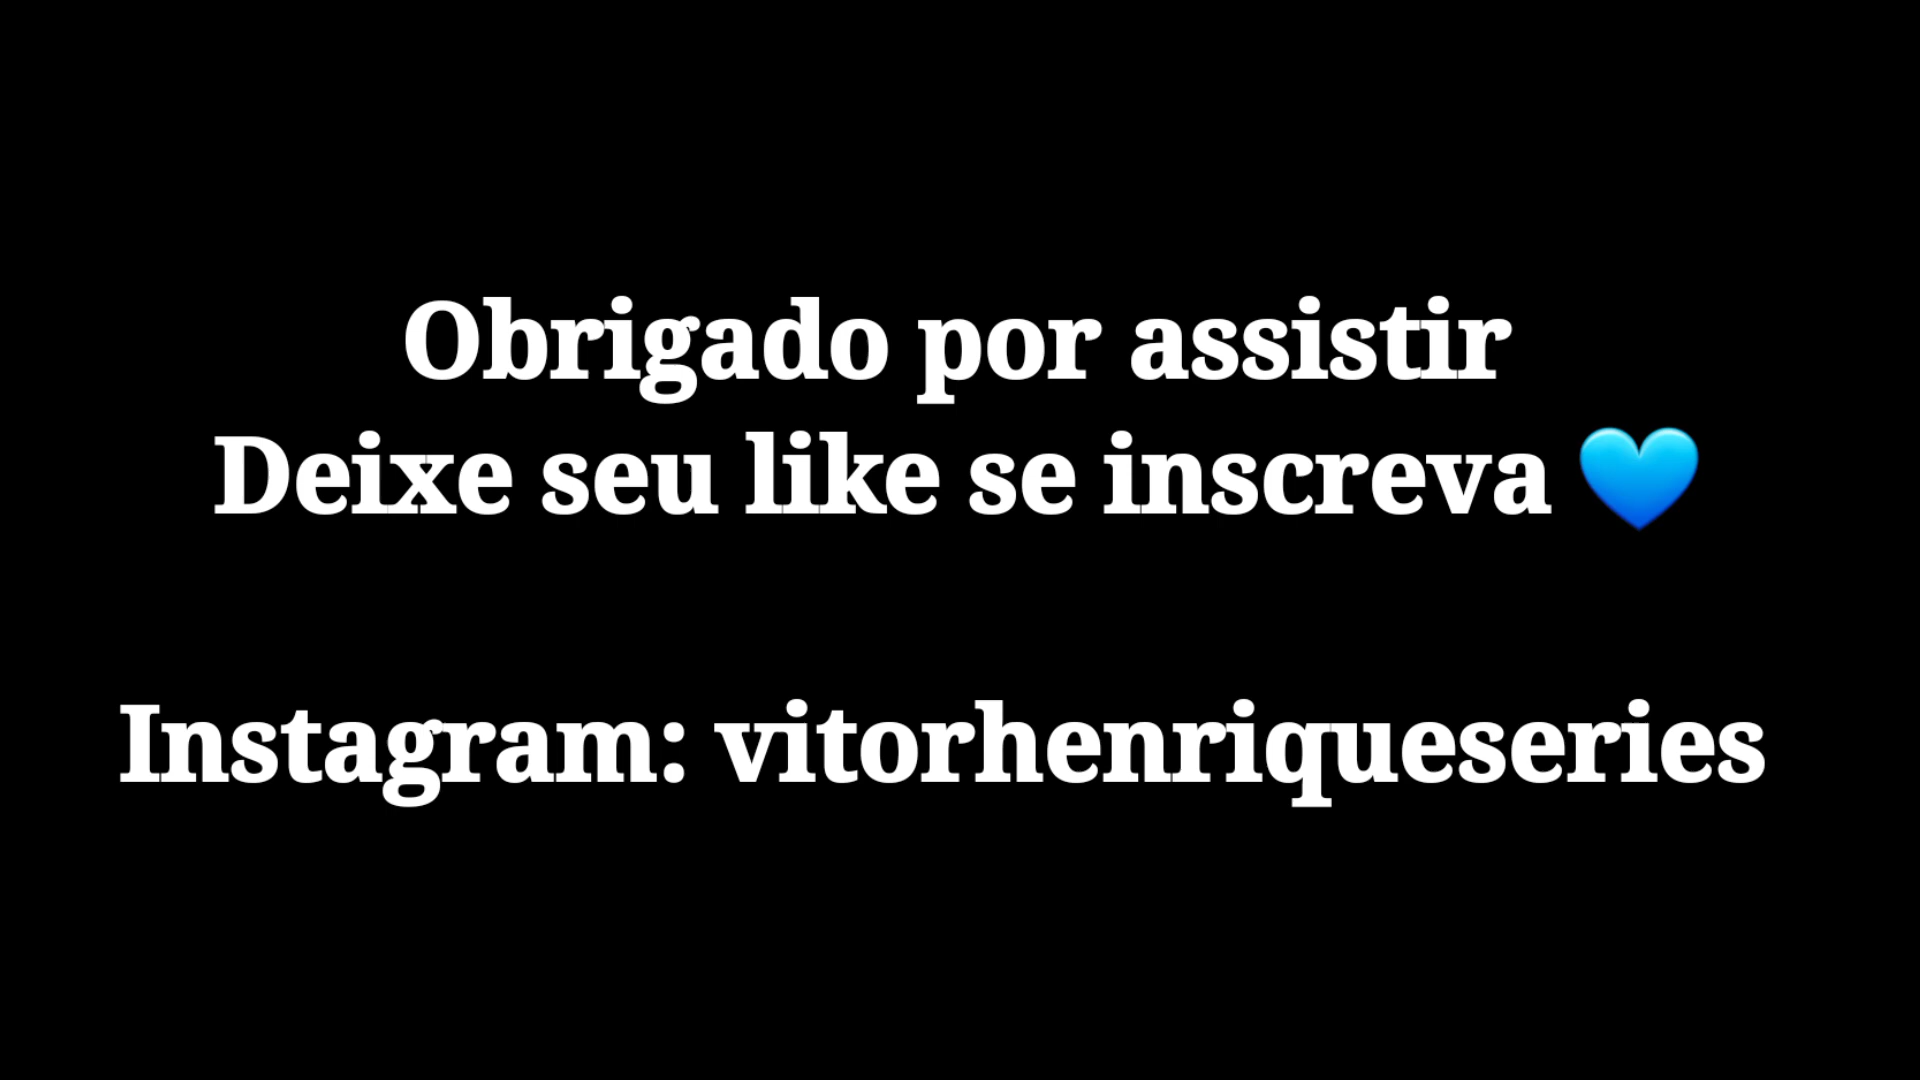 Obrigado por assistir
Deixe seu like se inscreva 💙
Instagram: vitorhenriqueseries